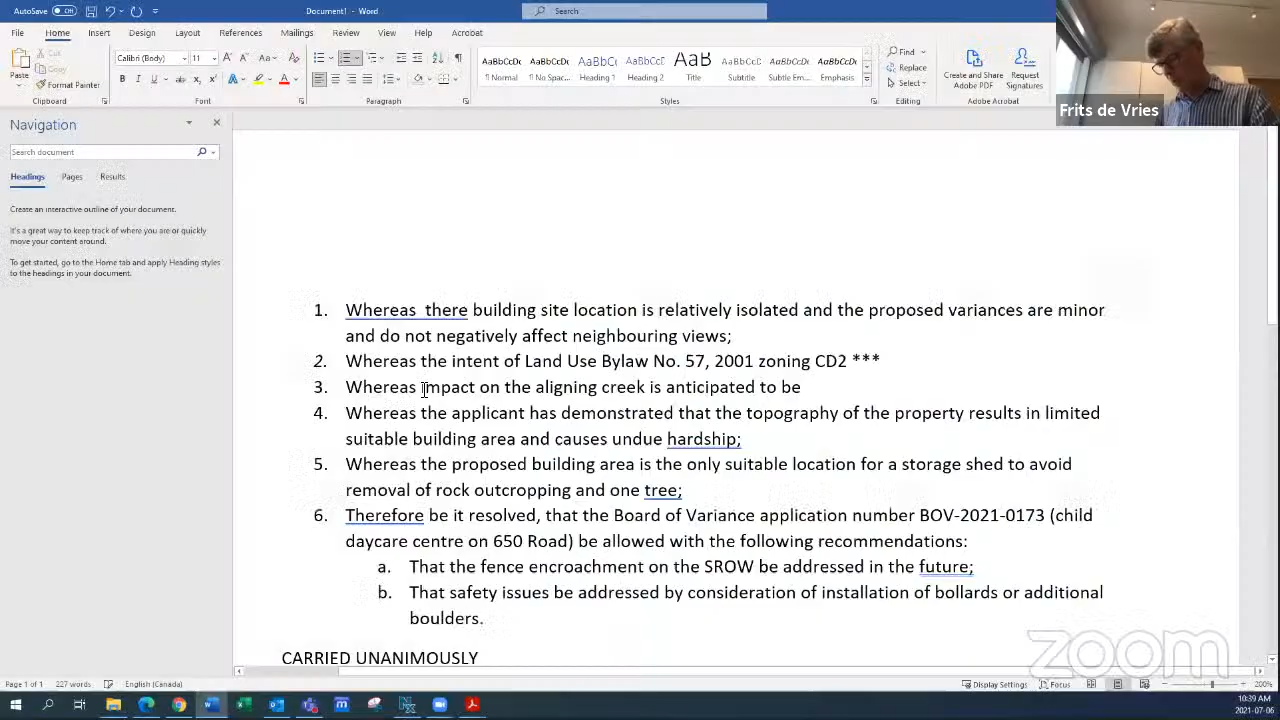 AutoSave Off Document1 - Word Search
File Home Insert Design Layout References Mailings Review View Help Acrobat
Paste Cut Copy Format Painter
Calibri (Body) 11
AaBbCcDc AaBbCcDc AaBbC AaBbCcC AaB AaBbCcD AaBbCcDc AaBbCcDc
¶ Normal ¶ No Spac... Heading 1 Heading 2 Title Subtitle Subtle Em... Emphasis
Find Replace Select
Create and Share Adobe PDF Request Signatures
Clipboard Font Paragraph Styles Editing Adobe Acrobat
Frits de Vries
Navigation
Search document
Headings Pages Results
Create an interactive outline of your document.
It's a great way to keep track of where you are or quickly
move your content around.
To get started, go to the Home tab and apply Heading styles
to the headings in your document.
1. Whereas there building site location is relatively isolated and the proposed variances are minor
and do not negatively affect neighbouring views;
2. Whereas the intent of Land Use Bylaw No. 57, 2001 zoning CD2 ***
3. Whereas impact on the aligning creek is anticipated to be
4. Whereas the applicant has demonstrated that the topography of the property results in limited
suitable building area and causes undue hardship;
5. Whereas the proposed building area is the only suitable location for a storage shed to avoid
removal of rock outcropping and one tree;
6. Therefore be it resolved, that the Board of Variance application number BOV-2021-0173 (child
daycare centre on 650 Road) be allowed with the following recommendations:
a. That the fence encroachment on the SROW be addressed in the future;
b. That safety issues be addressed by consideration of installation of bollards or additional
boulders.
CARRIED UNANIMOUSLY
zoom
Page 1 of 1 227 words English (Canada) Display Settings Focus 200%
10:39 AM
2021-07-06